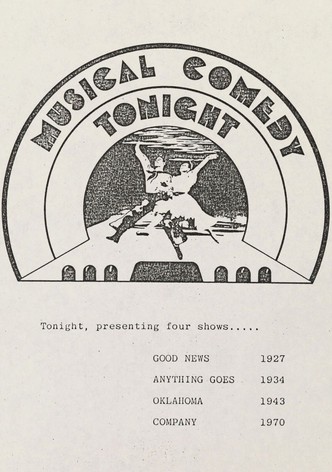 MUSICAL COMEDY
TONIGHT
Tonight, presenting four shows.....
GOOD NEWS 1927
ANYTHING GOES 1934
OKLAHOMA 1943
COMPANY 1970